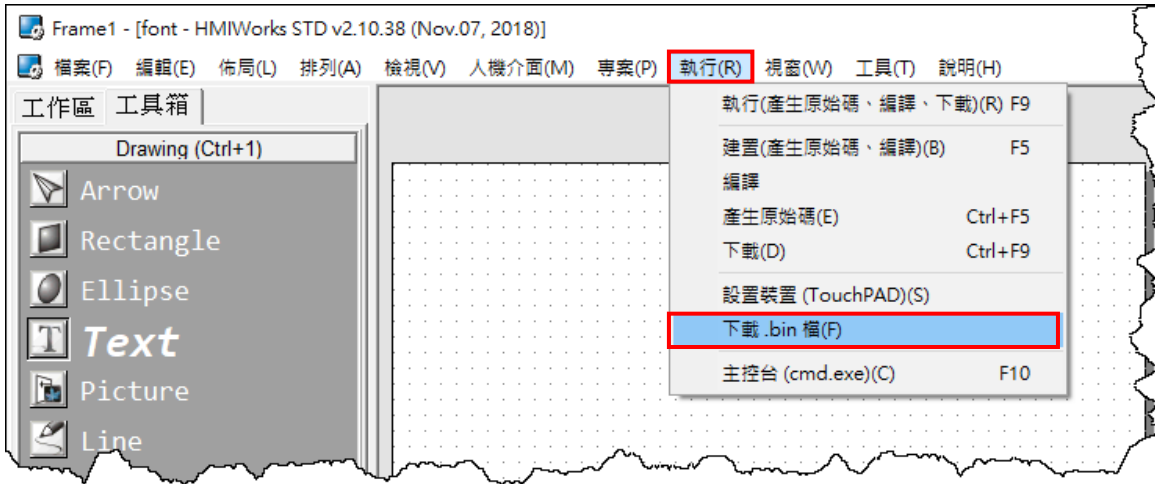 Frame1 - [font - HMIWorks STD v2.10.38 (Nov.07, 2018)]
檔案(F) 編輯(E) 佈局(L) 排列(A) 檢視(V) 人機介面(M) 專案(P) 執行(R) 視窗(W) 工具(T) 說明(H)
工作區 工具箱
Drawing (Ctrl+1)
Arrow
Rectangle
Ellipse
T Text
Picture
Line
執行(產生原始碼、編譯、下載)(R) F9
建置(產生原始碼、編譯)(B) F5
編譯
產生原始碼(E) Ctrl+F5
下載(D) Ctrl+F9
設置裝置 (TouchPAD)(S)
下載 .bin 檔(F)
主控台 (cmd.exe)(C) F10